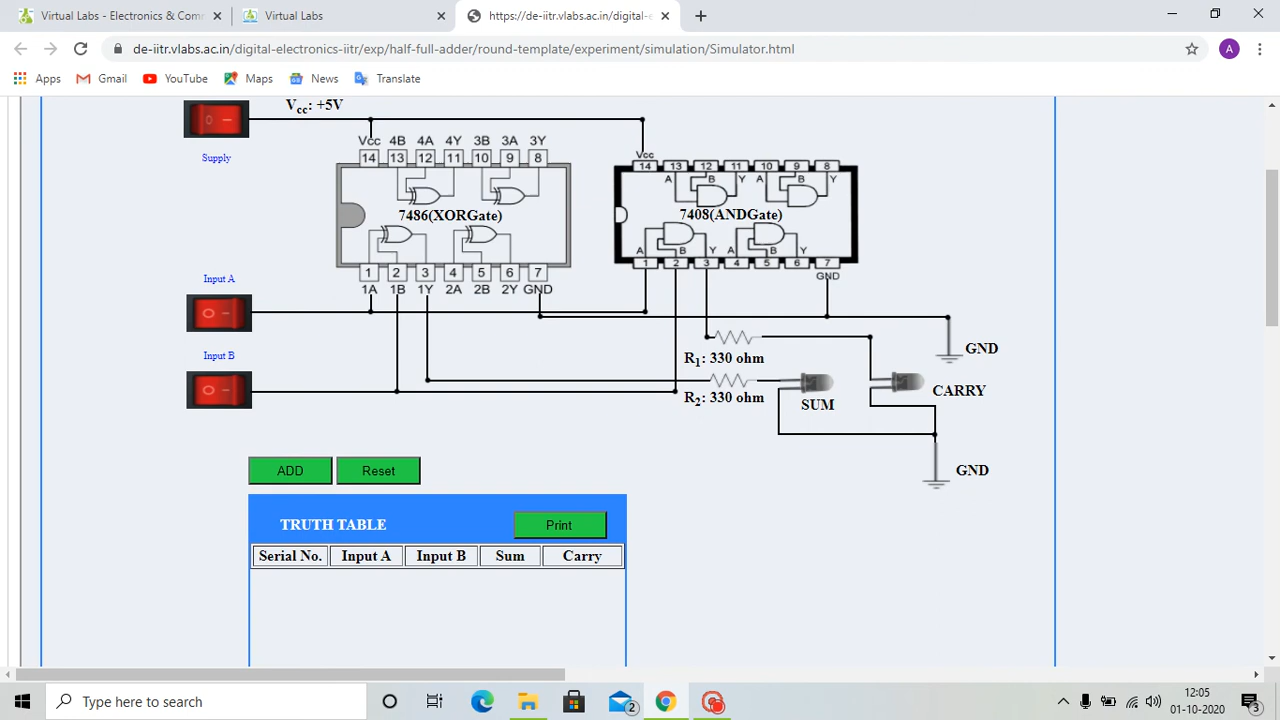 Virtual Labs - Electronics & Com
Virtual Labs
https://de-iitr.vlabs.ac.in/digital-
de-iitr.vlabs.ac.in/digital-electronics-iitr/exp/half-full-adder/round-template/experiment/simulation/Simulator.html
A
Apps Gmail YouTube Maps News Translate
Vcc: +5V
Supply
Vcc 4B 4A 4Y 3B 3A 3Y
14 13 12 11 10 9 8
7486(XORGate)
1 2 3 4 5 6 7
1A 1B 1Y 2A 2B 2Y GND
Vcc
14 13 12 11 10 9 8
A B Y A B Y
7408(ANDGate)
A B Y A B Y
1 2 3 4 5 6 7
GND
Input A
Input B
R1: 330 ohm
R2: 330 ohm
SUM
CARRY
GND
GND
ADD Reset
TRUTH TABLE Print
Serial No. Input A Input B Sum Carry
Type here to search
2
12:05
01-10-2020
3